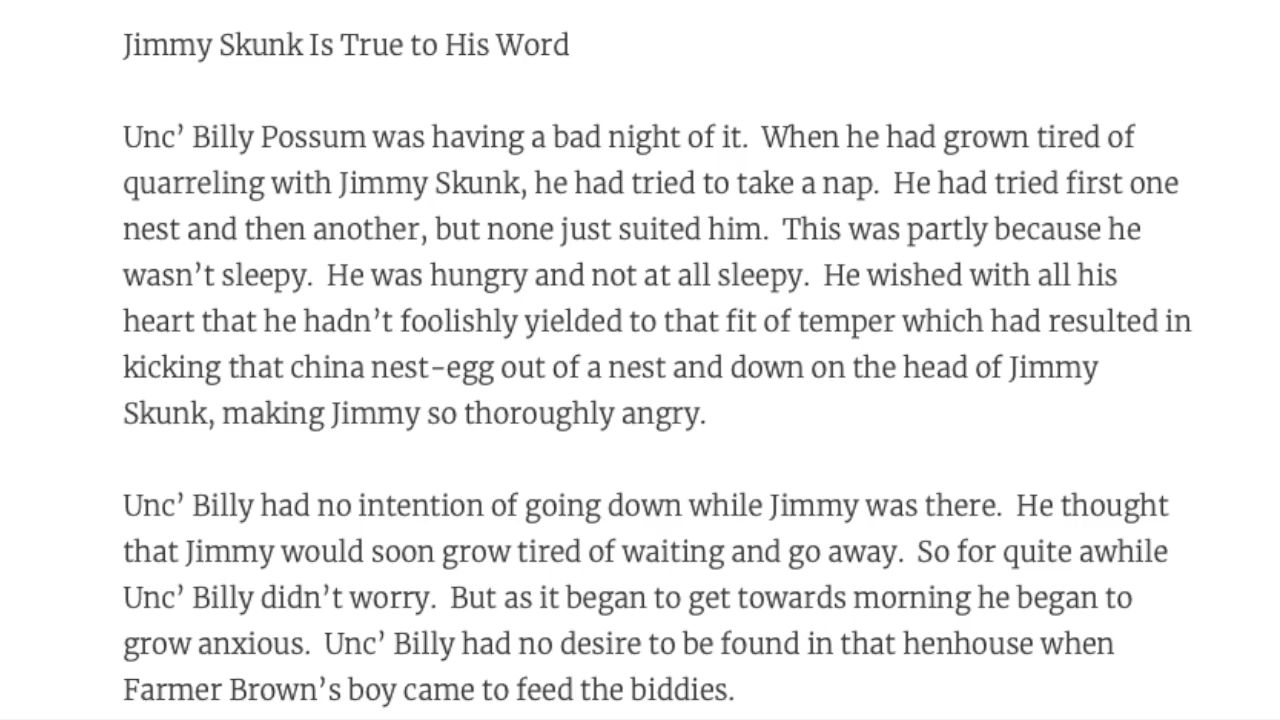 Jimmy Skunk Is True to His Word
Unc’ Billy Possum was having a bad night of it.  When he had grown tired of
quarreling with Jimmy Skunk, he had tried to take a nap.  He had tried first one
nest and then another, but none just suited him.  This was partly because he
wasn’t sleepy.  He was hungry and not at all sleepy.  He wished with all his
heart that he hadn’t foolishly yielded to that fit of temper which had resulted in
kicking that china nest-egg out of a nest and down on the head of Jimmy
Skunk, making Jimmy so thoroughly angry.
Unc’ Billy had no intention of going down while Jimmy was there.  He thought
that Jimmy would soon grow tired of waiting and go away.  So for quite awhile
Unc’ Billy didn’t worry.  But as it began to get towards morning he began to
grow anxious.  Unc’ Billy had no desire to be found in that henhouse when
Farmer Brown’s boy came to feed the biddies.